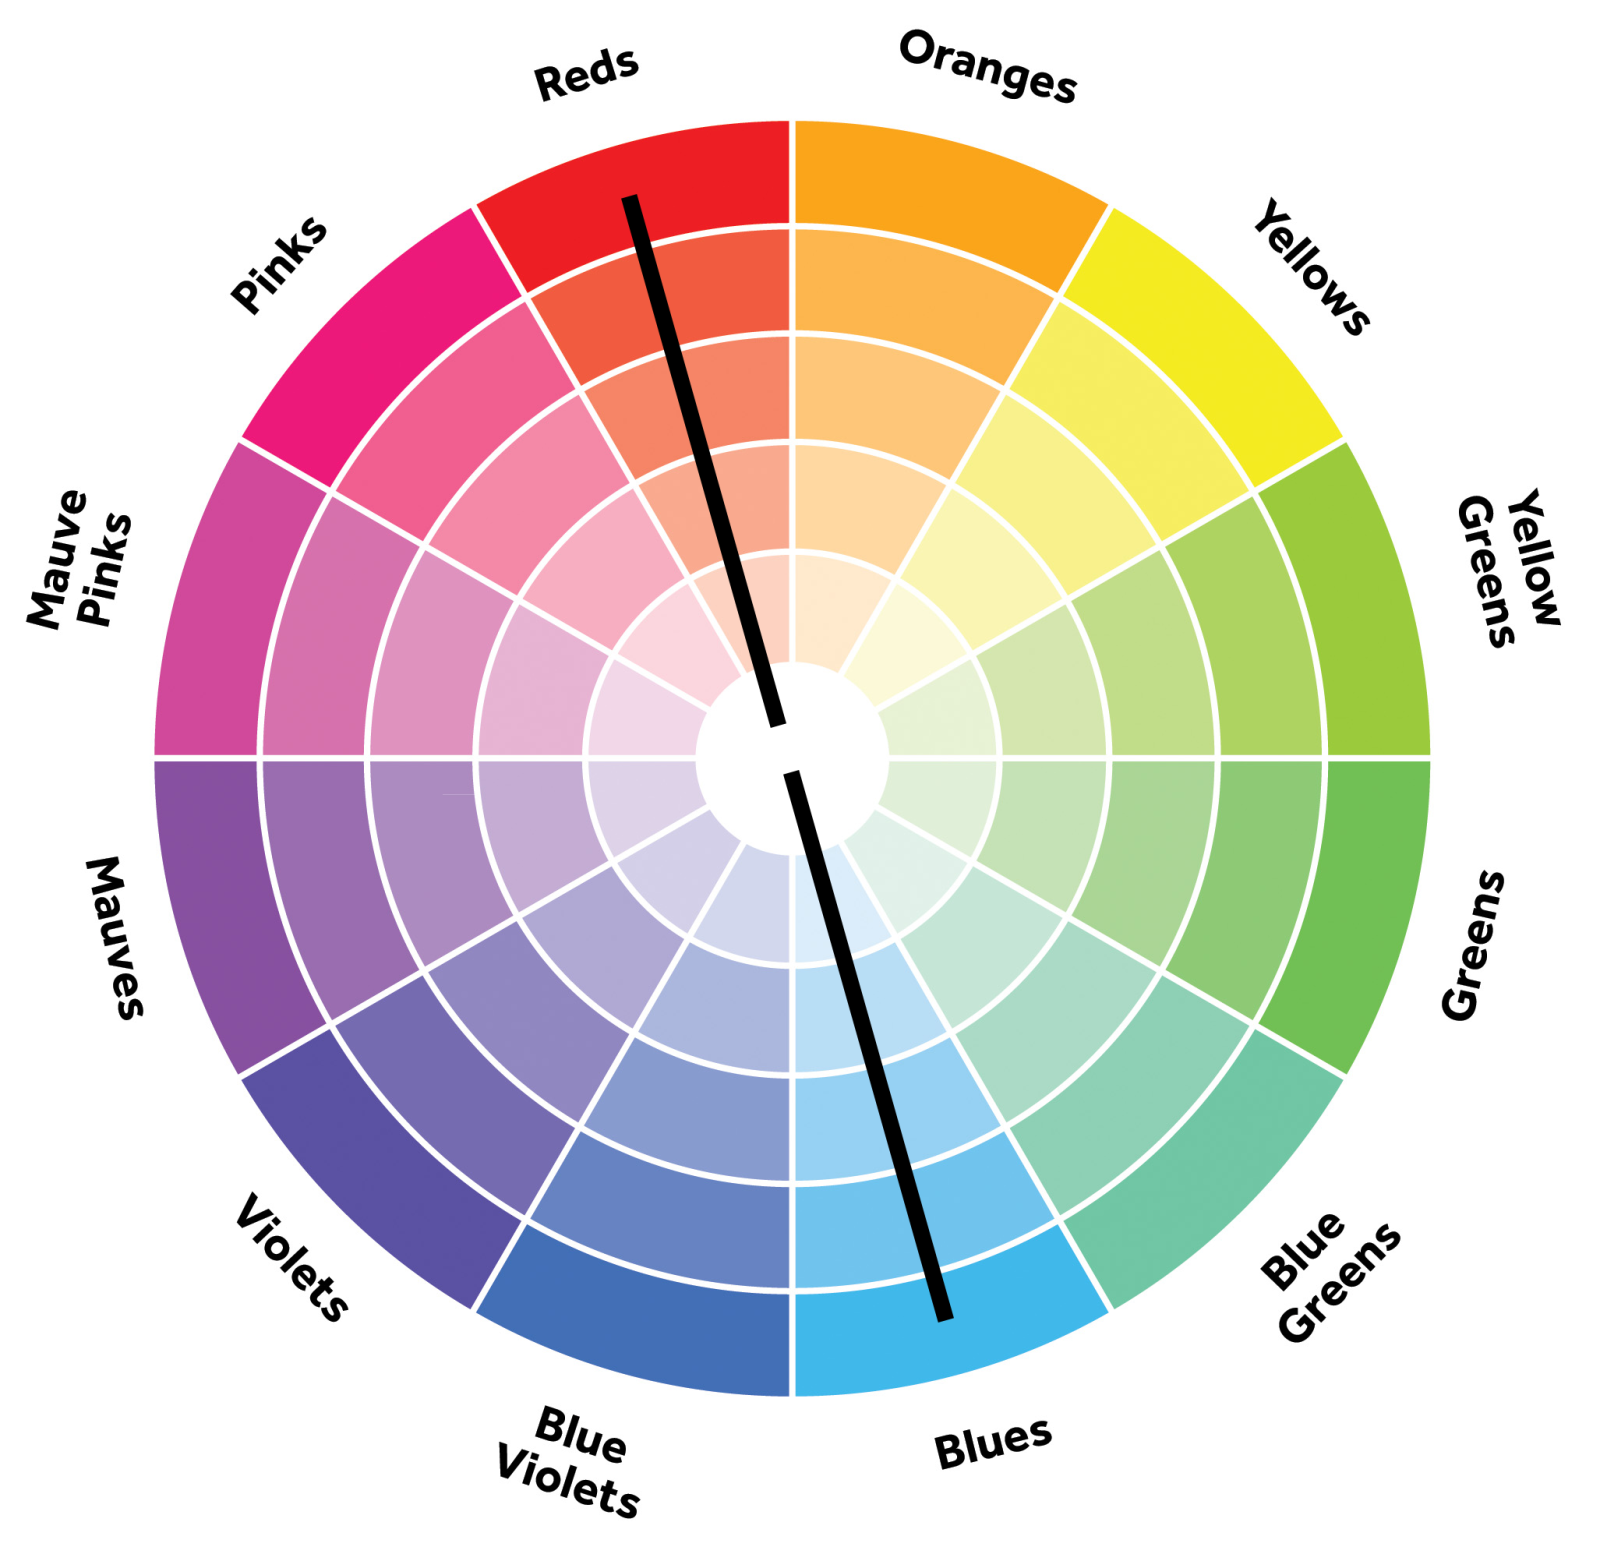 Reds
Oranges
Yellows
Yellow
Greens
Greens
Blue
Greens
Blues
Blue
Violets
Violets
Mauves
Mauve
Pinks
Pinks